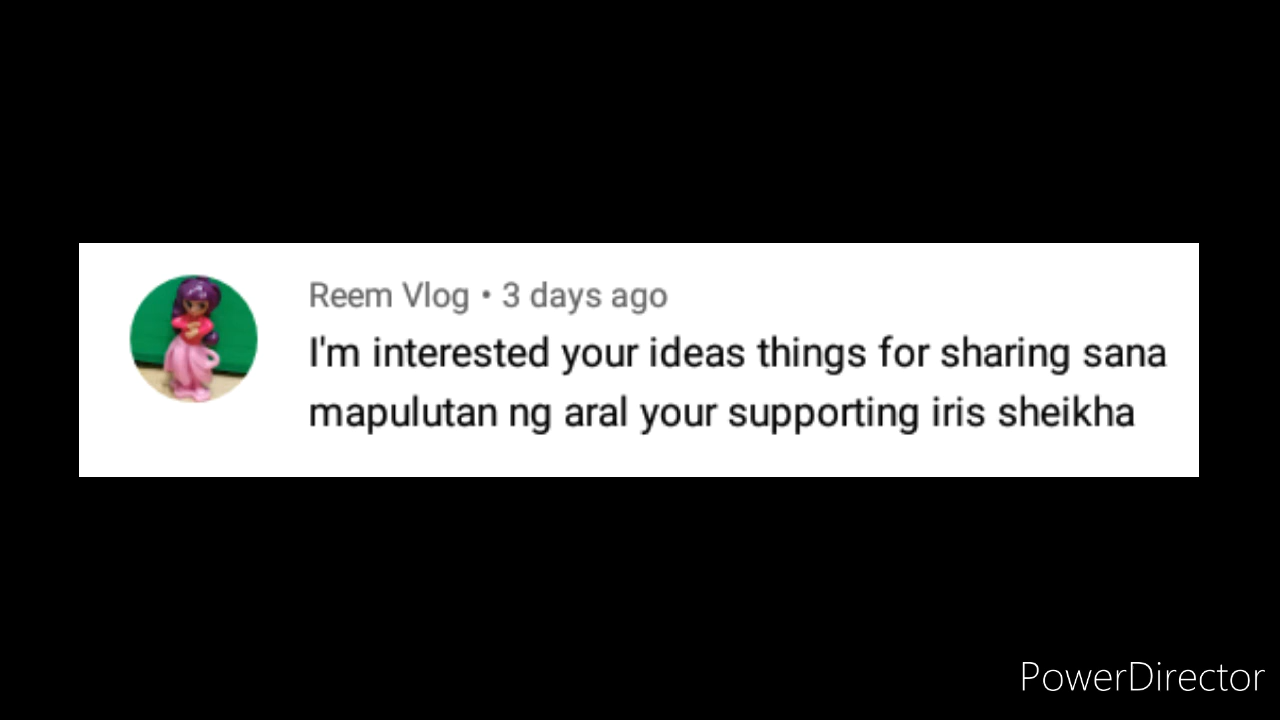 Reem Vlog • 3 days ago
I'm interested your ideas things for sharing sana
mapulutan ng aral your supporting iris sheikha
PowerDirector